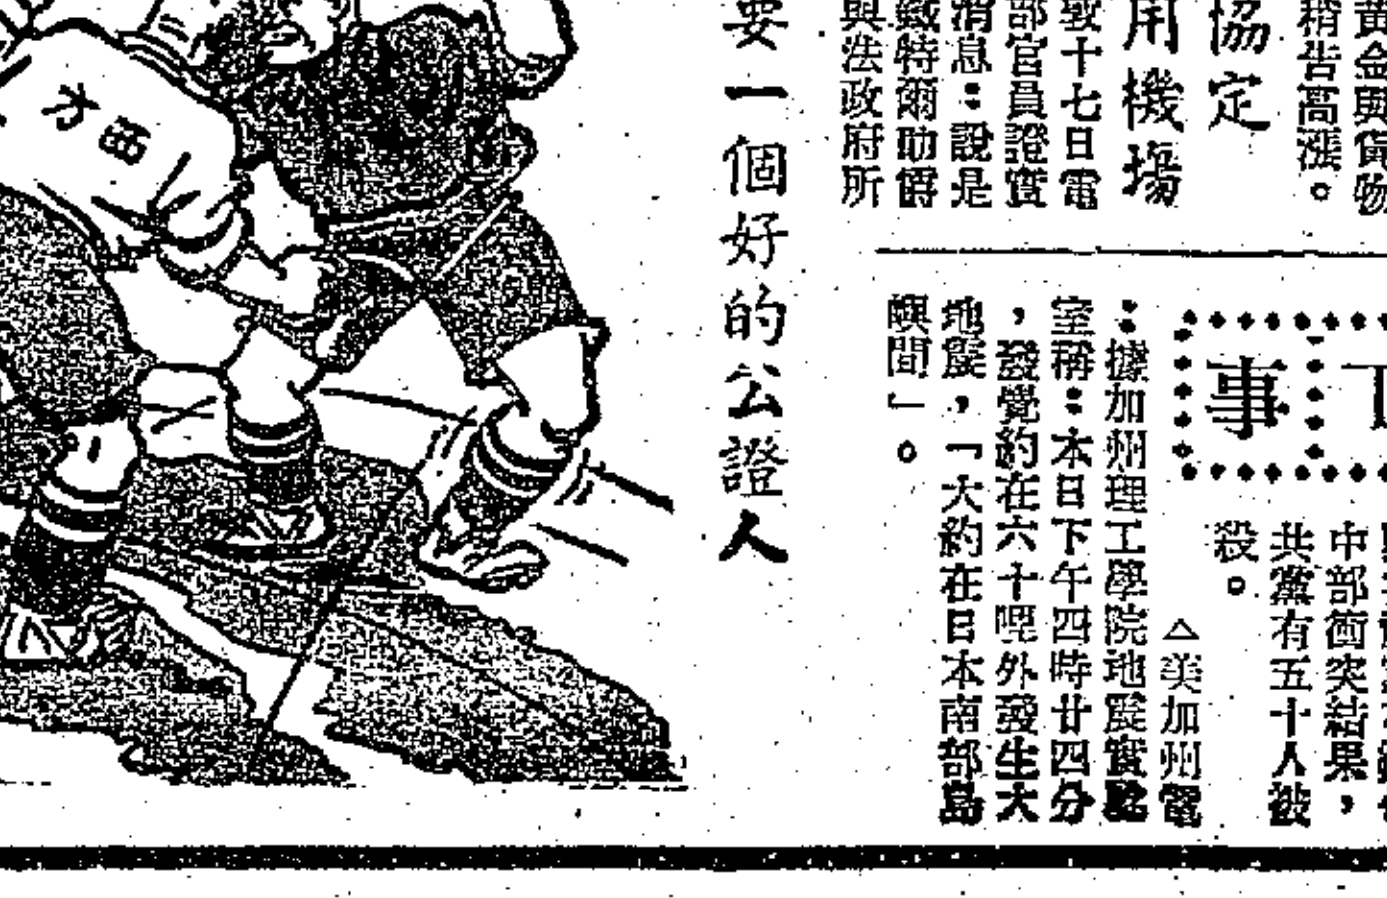 黃金與貨物
稍告高漲。
協定
用機場
敦十七日電
部官員證實
消息：說是
鐵特爾助爵
與法政府所
事
中部衝突結果，
共黨有五十人被
殺。
△美加州電
：據加州理工學院地震實驗
室稱：本日下午四時廿四分
，發覺約在六十哩外發生大
地震，「大約在日本南部島
嶼間」。
要一個好的公證人
西方